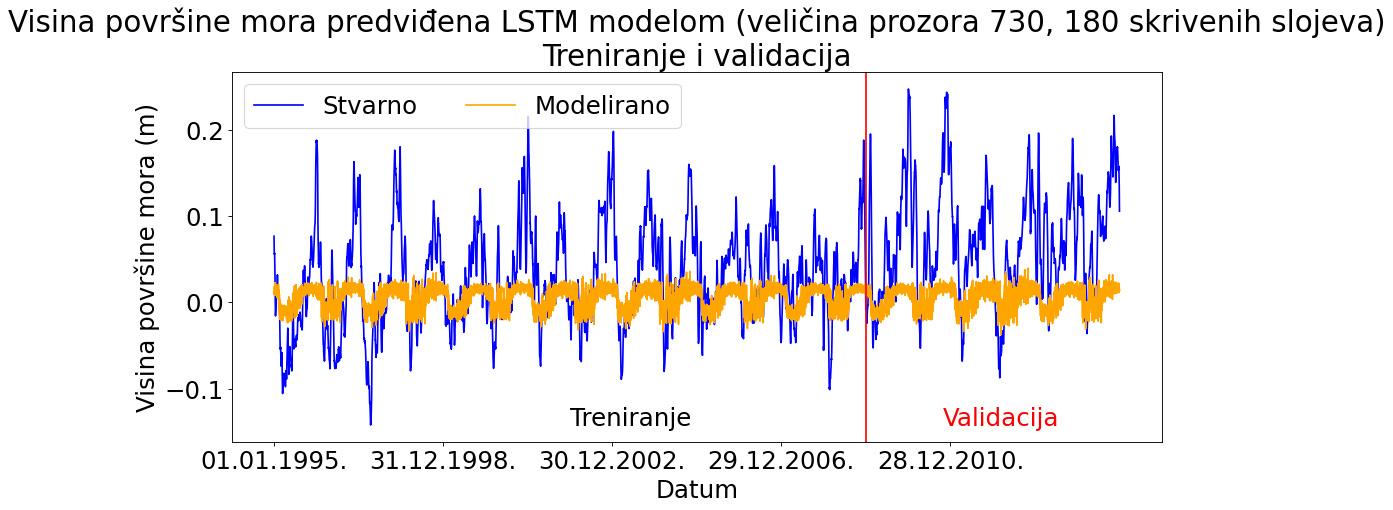 Visina površine mora predviđena LSTM modelom (veličina prozora 730, 180 skrivenih slojeva)
Treniranje i validacija
Stvarno
Modelirano
Visina površine mora (m)
0.2
0.1
0.0
−0.1
Treniranje
Validacija
01.01.1995.
31.12.1998.
30.12.2002.
29.12.2006.
28.12.2010.
Datum